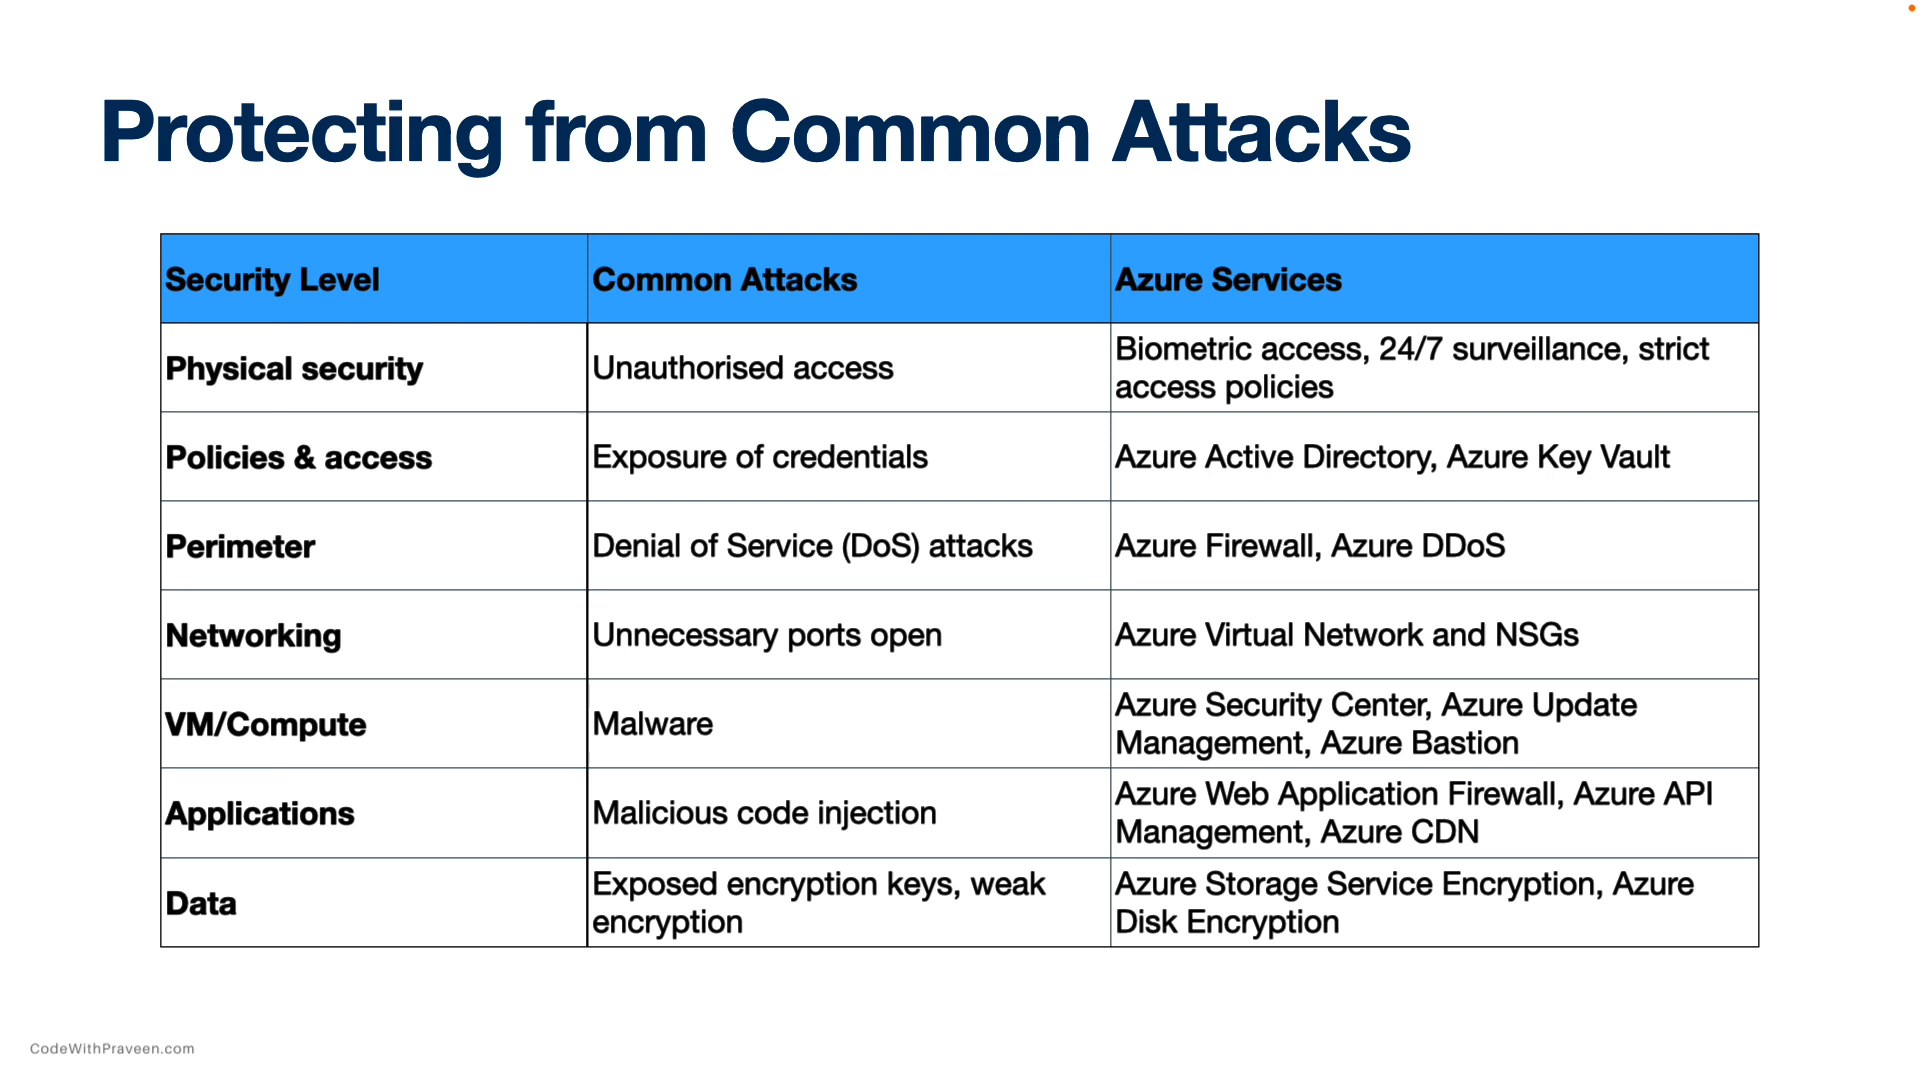 Protecting from Common Attacks
Security Level
Common Attacks
Azure Services
Physical security
Unauthorised access
Biometric access, 24/7 surveillance, strict
access policies
Policies & access
Exposure of credentials
Azure Active Directory, Azure Key Vault
Perimeter
Denial of Service (DoS) attacks
Azure Firewall, Azure DDoS
Networking
Unnecessary ports open
Azure Virtual Network and NSGs
VM/Compute
Malware
Azure Security Center, Azure Update
Management, Azure Bastion
Applications
Malicious code injection
Azure Web Application Firewall, Azure API
Management, Azure CDN
Data
Exposed encryption keys, weak
encryption
Azure Storage Service Encryption, Azure
Disk Encryption
CodeWithPraveen.com